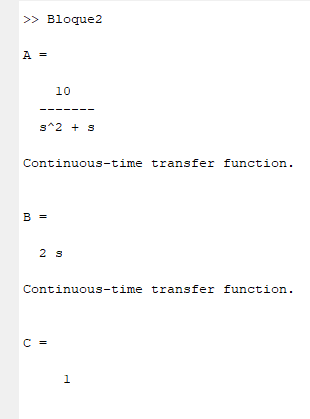 >> Bloque2
A =
10
-------
s^2 + s
Continuous-time transfer function.
B =
2 s
Continuous-time transfer function.
C =
1